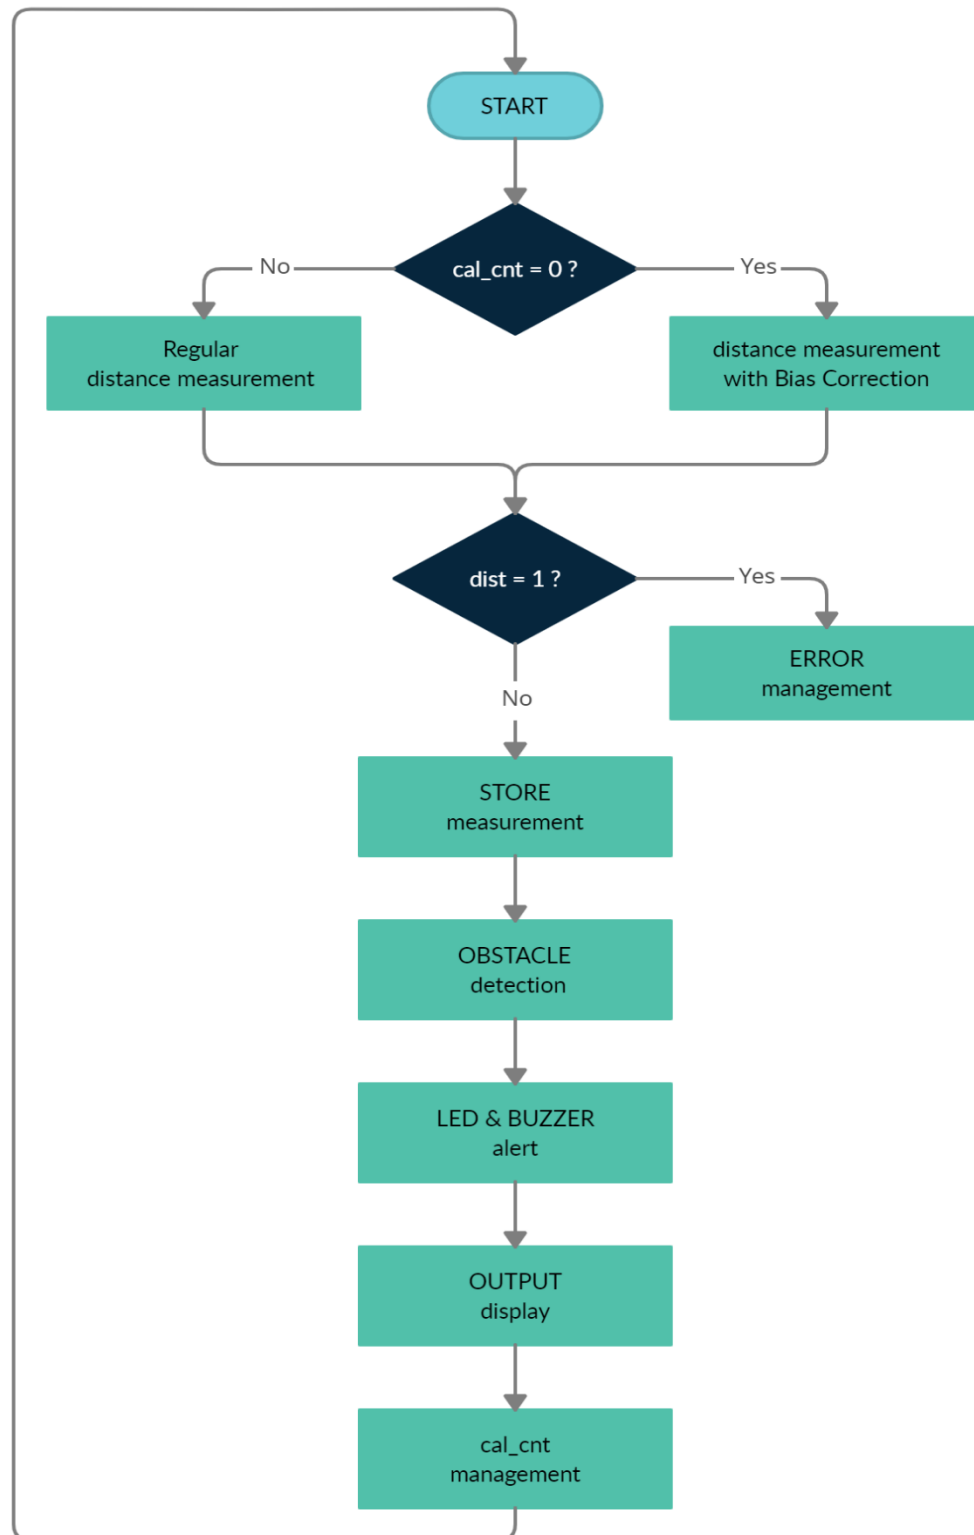 START
cal_cnt = 0 ?
No
Yes
Regular
distance measurement
distance measurement
with Bias Correction
dist = 1 ?
Yes
ERROR
management
No
STORE
measurement
OBSTACLE
detection
LED & BUZZER
alert
OUTPUT
display
cal_cnt
management